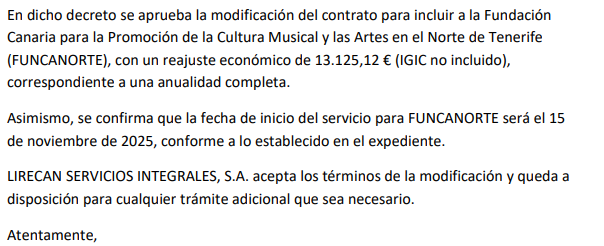 En dicho decreto se aprueba la modificación del contrato para incluir a la Fundación
Canaria para la Promoción de la Cultura Musical y las Artes en el Norte de Tenerife
(FUNCANORTE), con un reajuste económico de 13.125,12 € (IGIC no incluido),
correspondiente a una anualidad completa.
Asimismo, se confirma que la fecha de inicio del servicio para FUNCANORTE será el 15
de noviembre de 2025, conforme a lo establecido en el expediente.
LIRECAN SERVICIOS INTEGRALES, S.A. acepta los términos de la modificación y queda a
disposición para cualquier trámite adicional que sea necesario.
Atentamente,